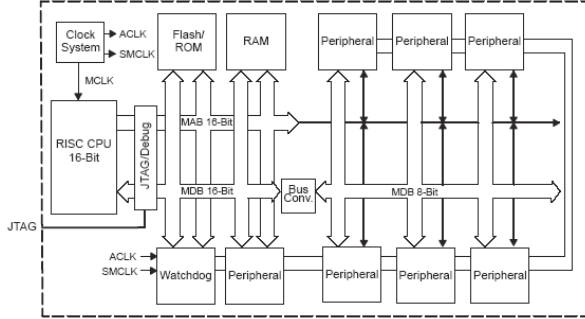 Clock
System
ACLK
SMCLK
MCLK
Flash/
ROM
RAM
Peripheral
Peripheral
Peripheral
RISC CPU
16-Bit
JTAG/Debug
MAB 16-Bit
MDB 16-Bit
Bus
Conv.
MDB 8-Bit
JTAG
ACLK
SMCLK
Watchdog
Peripheral
Peripheral
Peripheral
Peripheral